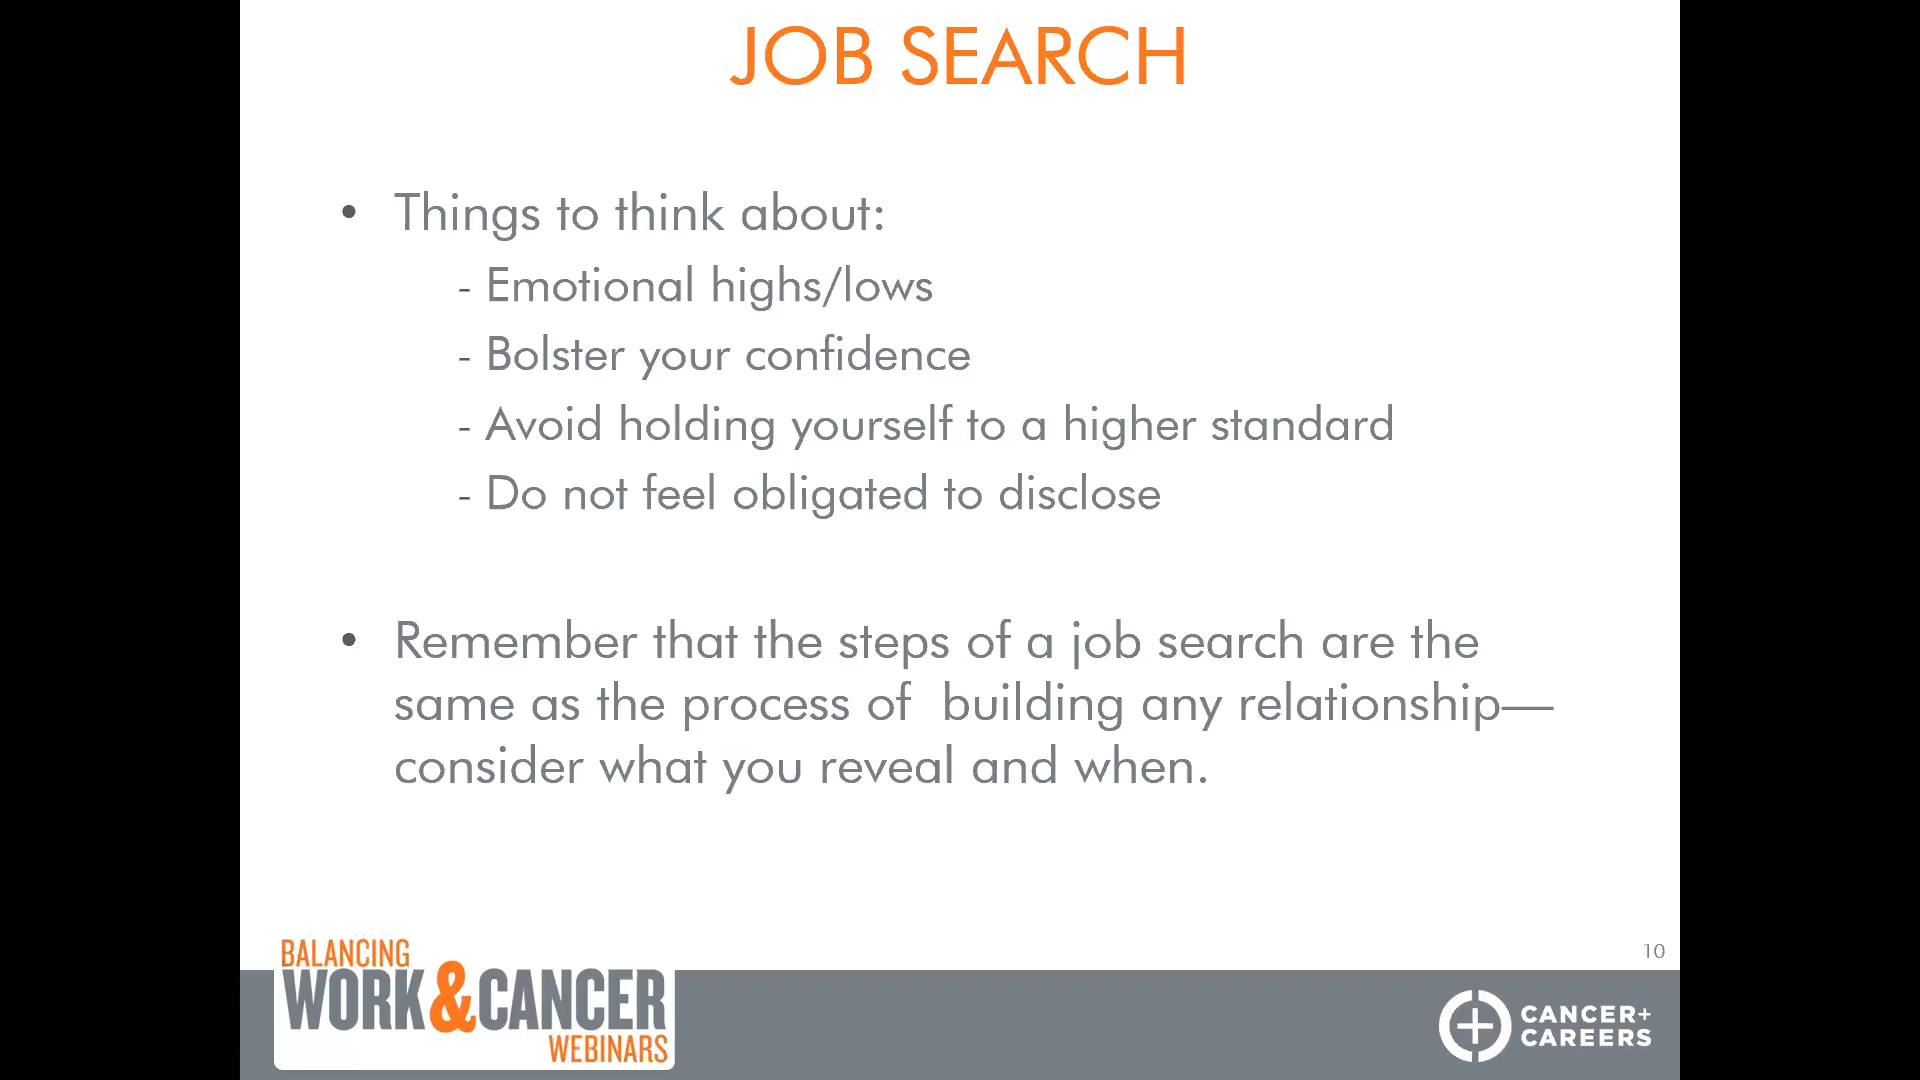 JOB SEARCH
• Things to think about:
- Emotional highs/lows
- Bolster your confidence
- Avoid holding yourself to a higher standard
- Do not feel obligated to disclose
• Remember that the steps of a job search are the
same as the process of  building any relationship—
consider what you reveal and when.
10
BALANCING
WORK&CANCER
WEBINARS
CANCER+
CAREERS